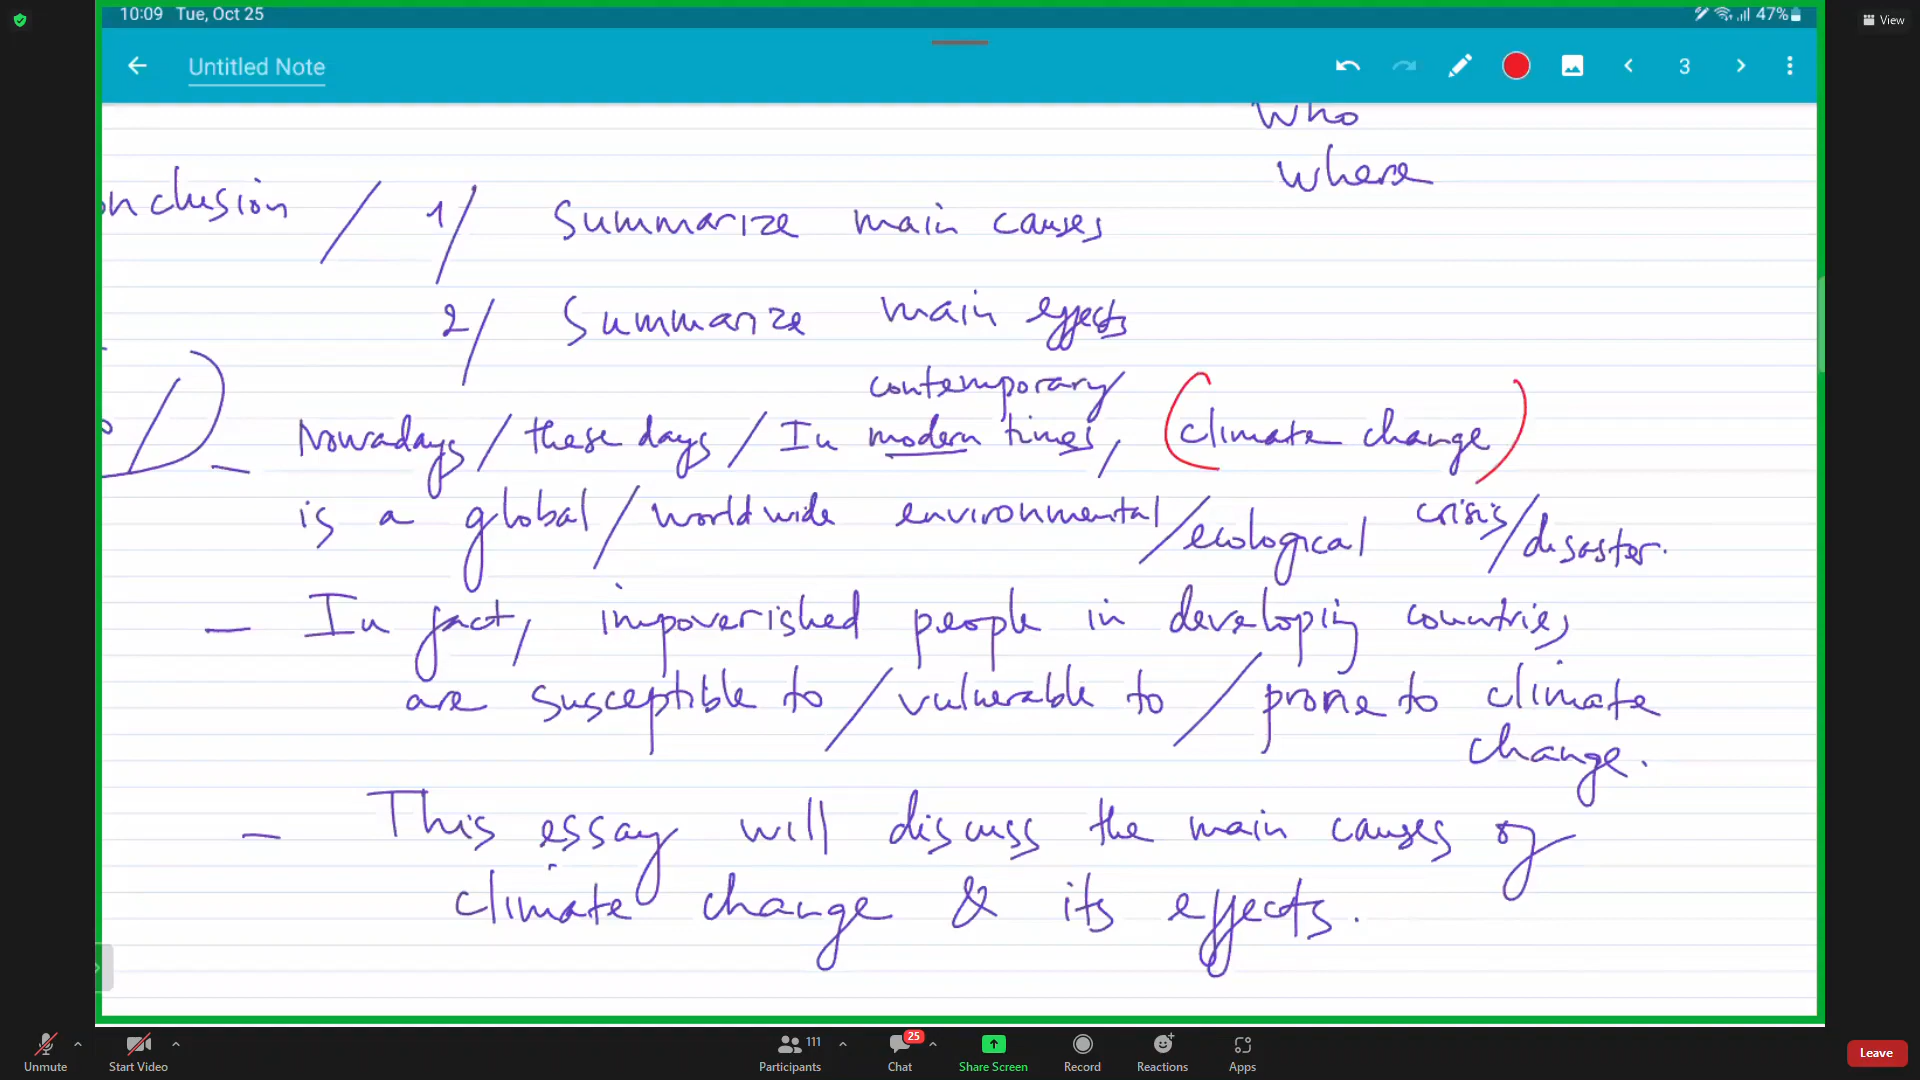 10:09 Tue, Oct 25
47%
View
Untitled Note
3
who
where
onclusion / 1/ Summarize main causes
2/ Summarize main effects
contemporary/
Nowadays / these days / In modern times, (climate change)
is a global / worldwide environmental / ecological crisis / disaster.
- In fact, impoverished people in developing countries
are susceptible to / vulnerable to / prone to climate
change.
- This essay will discuss the main causes of
climate change & its effects.
Unmute
Start Video
111
Participants
25
Chat
Share Screen
Record
Reactions
Apps
Leave